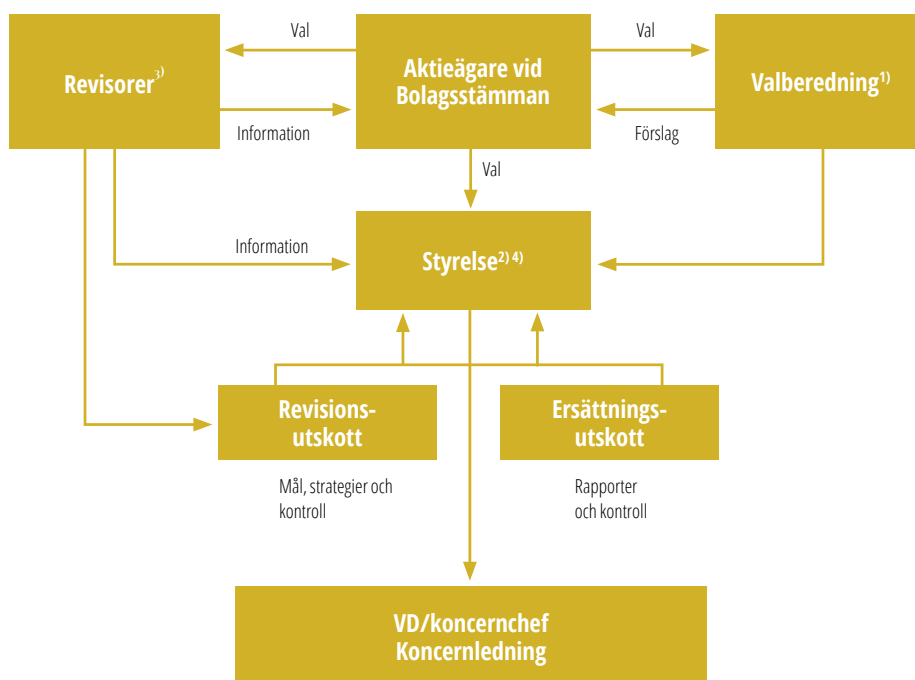 Val
Val
Revisorer3)
Aktieägare vid
Bolagsstämman
Valberedning1)
Information
Förslag
Val
Information
Styrelse2) 4)
Revisions-
utskott
Ersättnings-
utskott
Mål, strategier och
kontroll
Rapporter
och kontroll
VD/koncernchef
Koncernledning